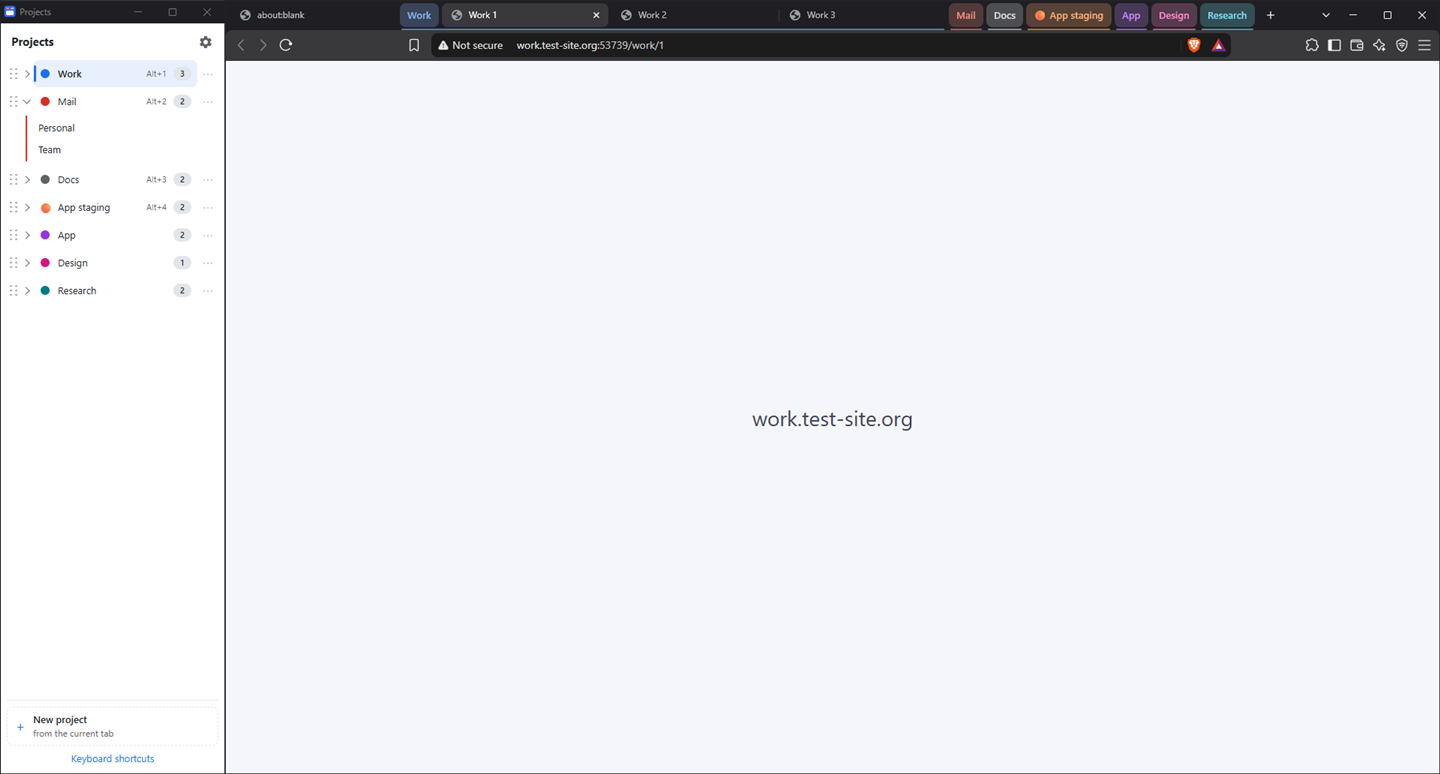 Projects
about:blank
Work
Work 1
Work 2
Work 3
Mail
Docs
App staging
App
Design
Research
Projects
Not secure
work.test-site.org:53739/work/1
Work Alt+1 3
Mail Alt+2 2
Personal
Team
Docs Alt+3 2
App staging Alt+4 2
App 2
Design 1
Research 2
work.test-site.org
New project
from the current tab
Keyboard shortcuts